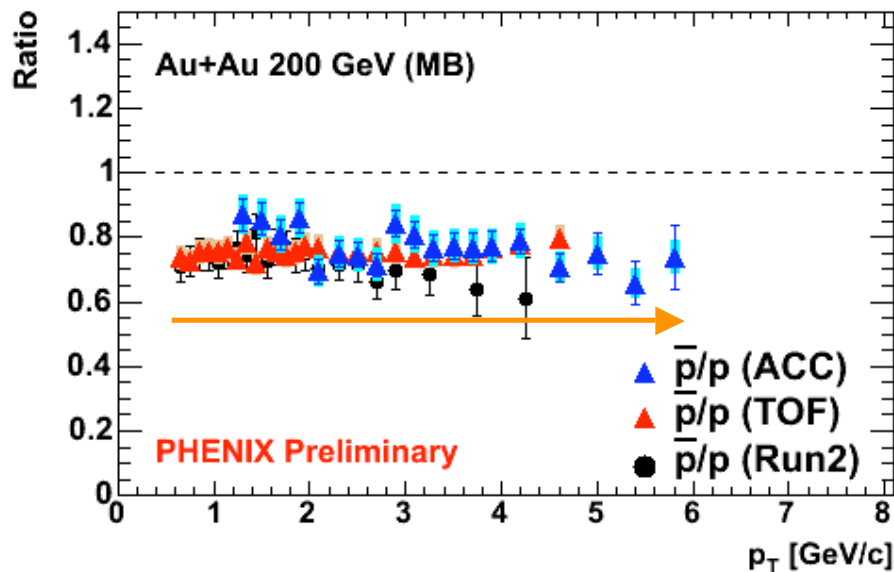 Ratio
1.4
1.2
1
0.8
0.6
0.4
0.2
0
Au+Au 200 GeV (MB)
p̅/p (ACC)
p̅/p (TOF)
p̅/p (Run2)
PHENIX Preliminary
0 1 2 3 4 5 6 7 8
pT [GeV/c]